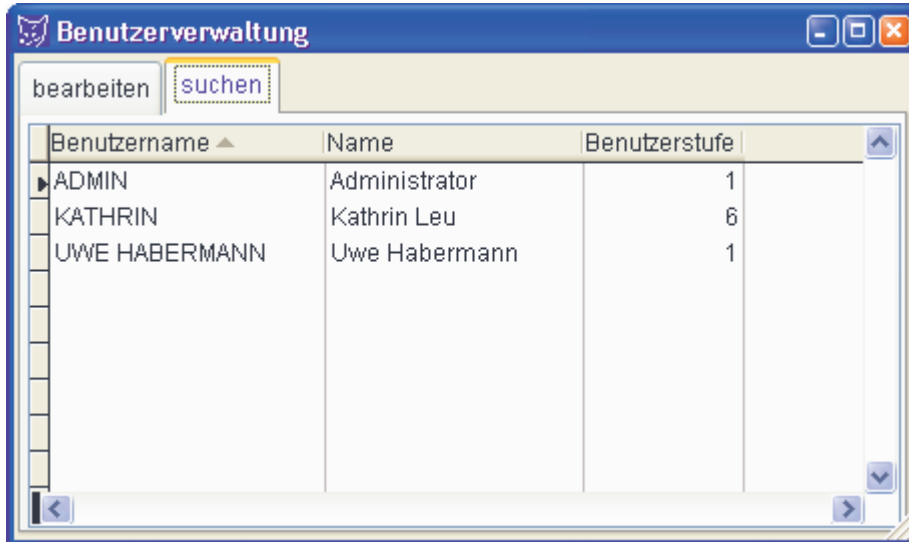 Benutzerverwaltung
bearbeiten suchen
Benutzername Name Benutzerstufe
ADMIN Administrator 1
KATHRIN Kathrin Leu 6
UWE HABERMANN Uwe Habermann 1